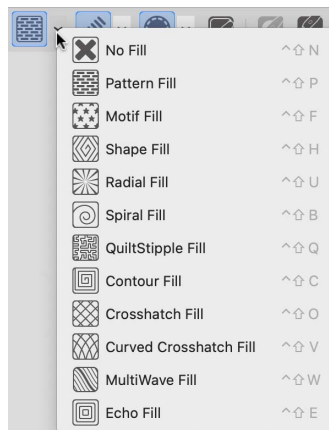 No Fill ^⇧ N
Pattern Fill ^⇧ P
Motif Fill ^⇧ F
Shape Fill ^⇧ H
Radial Fill ^⇧ U
Spiral Fill ^⇧ B
QuiltStipple Fill ^⇧ Q
Contour Fill ^⇧ C
Crosshatch Fill ^⇧ O
Curved Crosshatch Fill ^⇧ V
MultiWave Fill ^⇧ W
Echo Fill ^⇧ E